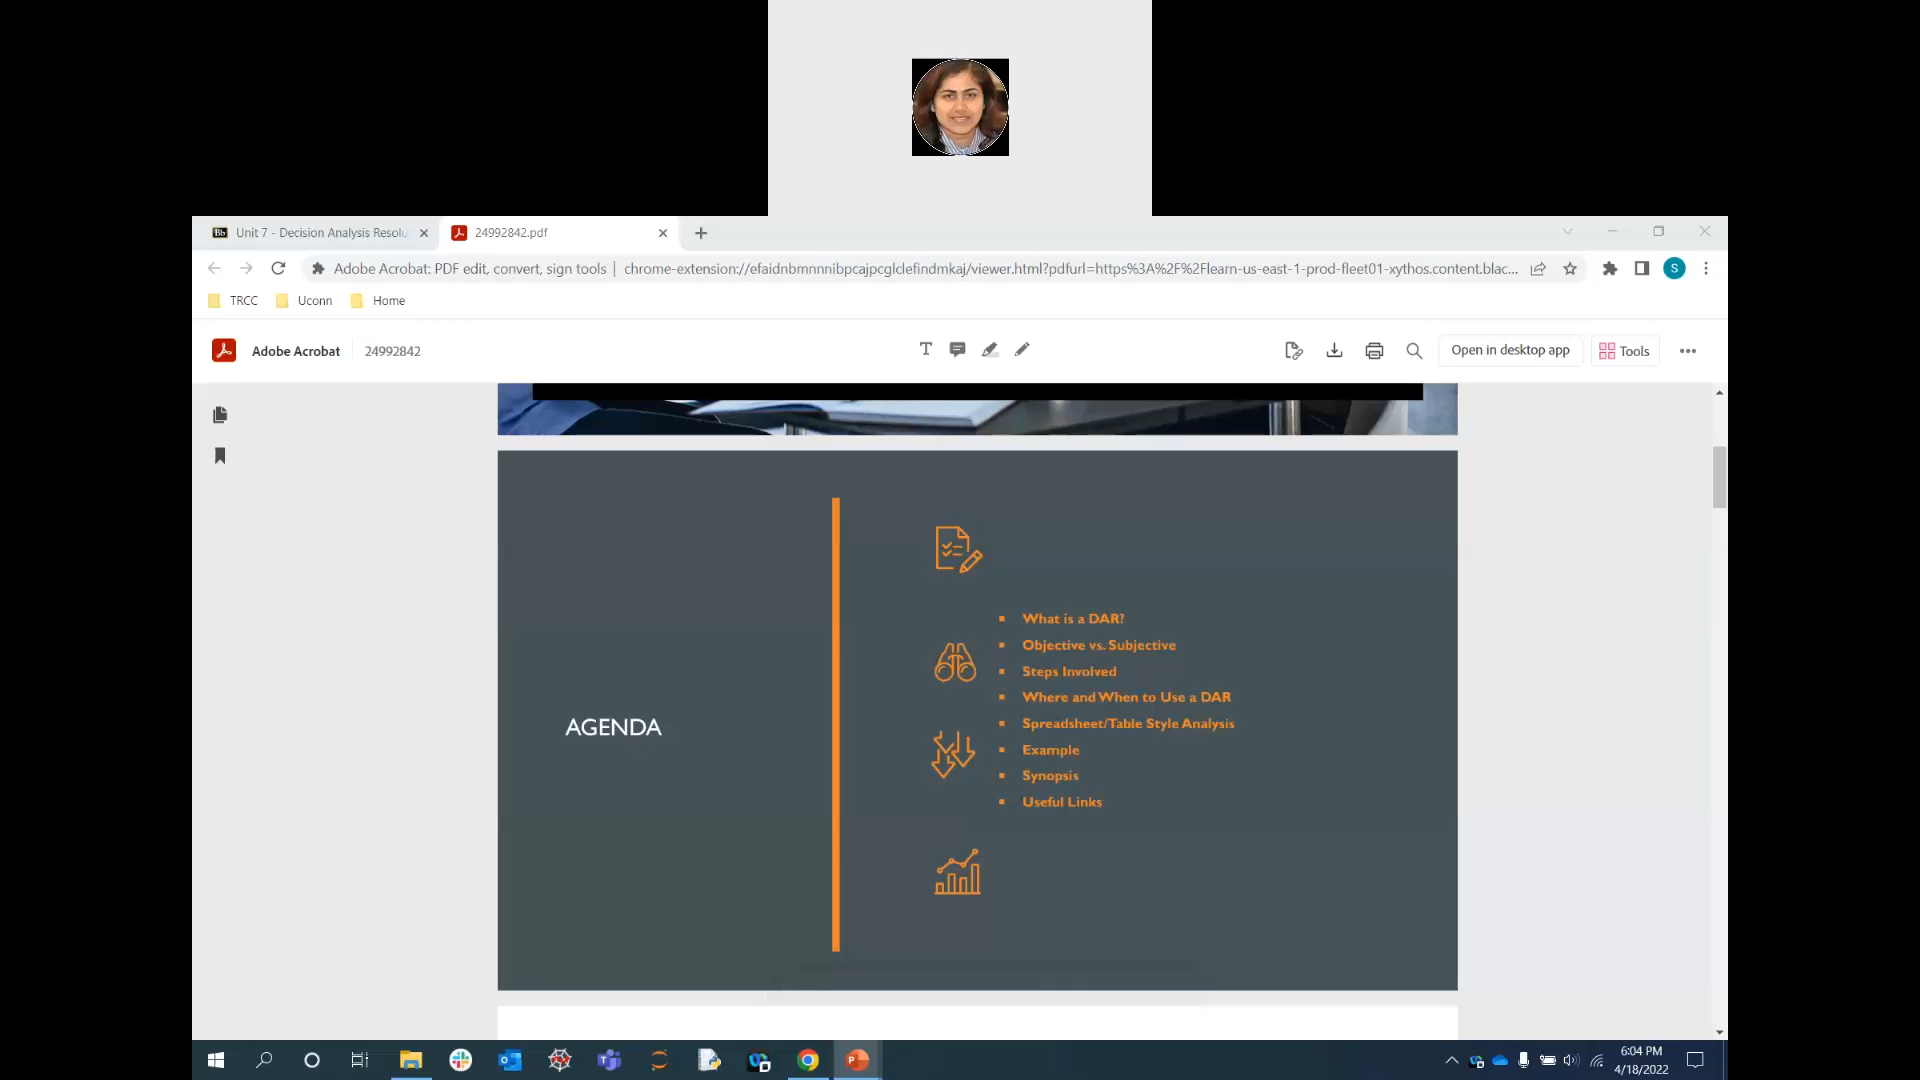 Bb Unit 7 - Decision Analysis Resolu
24992842.pdf
Adobe Acrobat: PDF edit, convert, sign tools | chrome-extension://efaidnbmnnnibpcajpcglclefindmkaj/viewer.html?pdfurl=https%3A%2F%2Flearn-us-east-1-prod-fleet01-xythos.content.blac...
S
TRCC Uconn Home
Adobe Acrobat 24992842
Open in desktop app
Tools
AGENDA
What is a DAR?
Objective vs. Subjective
Steps Involved
Where and When to Use a DAR
Spreadsheet/Table Style Analysis
Example
Synopsis
Useful Links
6:04 PM
4/18/2022